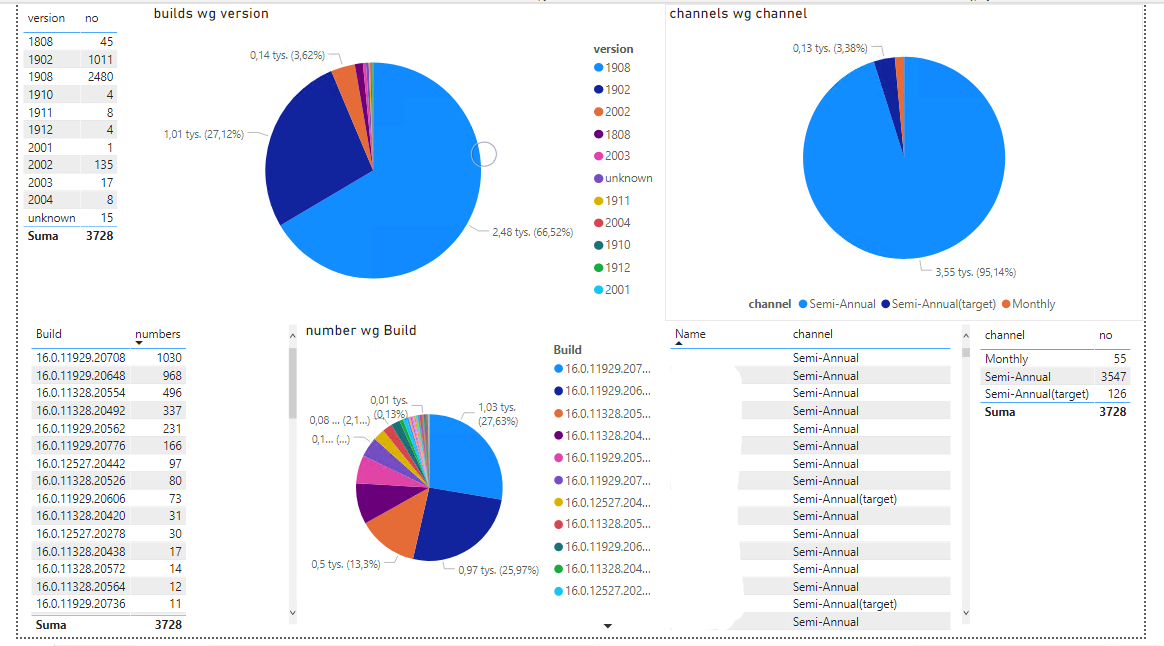 version no
1808 45
1902 1011
1908 2480
1910 4
1911 8
1912 4
2001 1
2002 135
2003 17
2004 8
unknown 15
Suma 3728
builds wg version
0,14 tys. (3,62%)
1,01 tys. (27,12%)
2,48 tys. (66,52%)
version
1908
1902
2002
1808
2003
unknown
1911
2004
1910
1912
2001
channels wg channel
0,13 tys. (3,38%)
3,55 tys. (95,14%)
channel Semi-Annual Semi-Annual(target) Monthly
Build numbers
16.0.11929.20708 1030
16.0.11929.20648 968
16.0.11328.20554 496
16.0.11328.20492 337
16.0.11929.20562 231
16.0.11929.20776 166
16.0.12527.20442 97
16.0.11328.20526 80
16.0.11929.20606 73
16.0.11328.20420 31
16.0.12527.20278 30
16.0.11328.20438 17
16.0.11328.20572 14
16.0.11328.20564 12
16.0.11929.20736 11
Suma 3728
number wg Build
0,01 tys.
(0,13%)
0,08 ... (2,1...)
0,1... (...)
1,03 tys.
(27,63%)
0,5 tys. (13,3%)
0,97 tys. (25,97%)
Build
16.0.11929.207...
16.0.11929.206...
16.0.11328.205...
16.0.11328.204...
16.0.11929.205...
16.0.11929.207...
16.0.12527.204...
16.0.11328.205...
16.0.11929.206...
16.0.11328.204...
16.0.12527.202...
Name channel
Semi-Annual
Semi-Annual
Semi-Annual
Semi-Annual
Semi-Annual
Semi-Annual
Semi-Annual
Semi-Annual
Semi-Annual(target)
Semi-Annual
Semi-Annual
Semi-Annual
Semi-Annual
Semi-Annual
Semi-Annual(target)
Semi-Annual
channel no
Monthly 55
Semi-Annual 3547
Semi-Annual(target) 126
Suma 3728